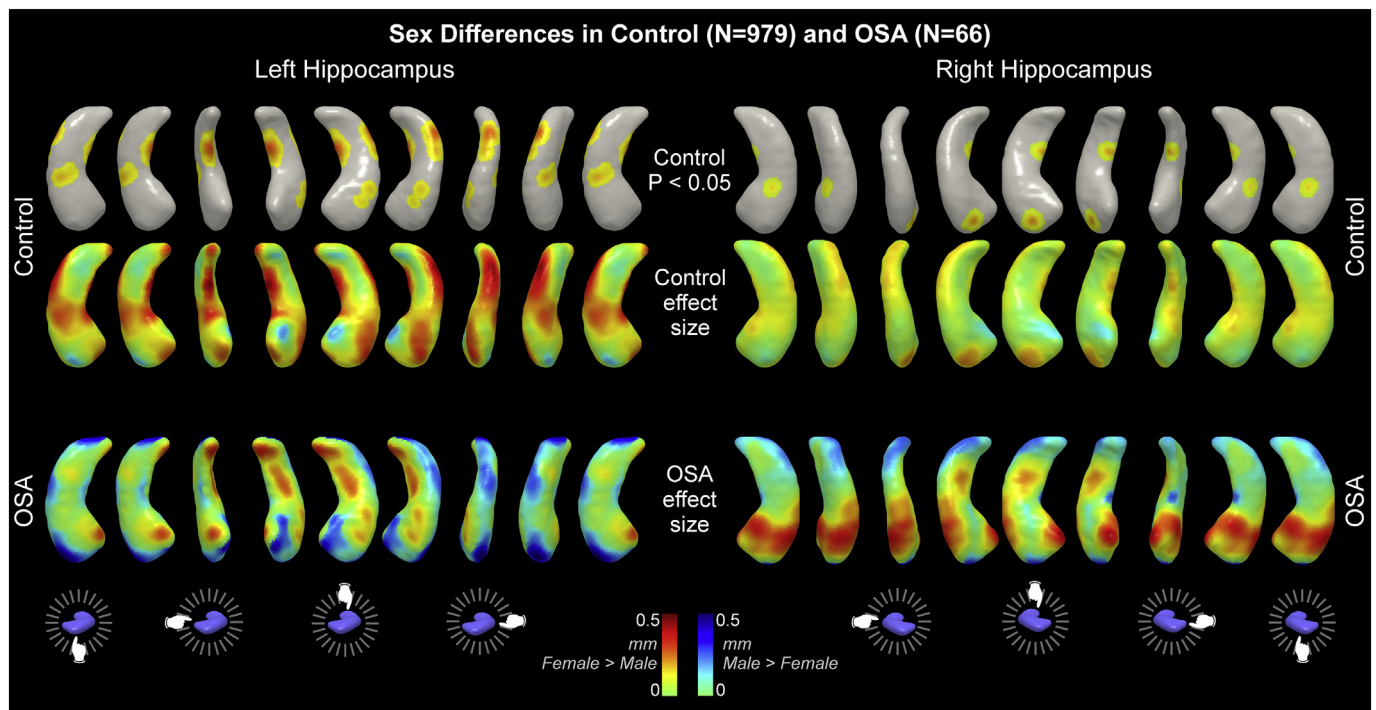 Sex Differences in Control (N=979) and OSA (N=66)
Left Hippocampus
Right Hippocampus
Control
Control
P < 0.05
Control
effect
size
Control
OSA
OSA
effect
size
OSA
0.5
mm
Female > Male
0
0.5
mm
Male > Female
0